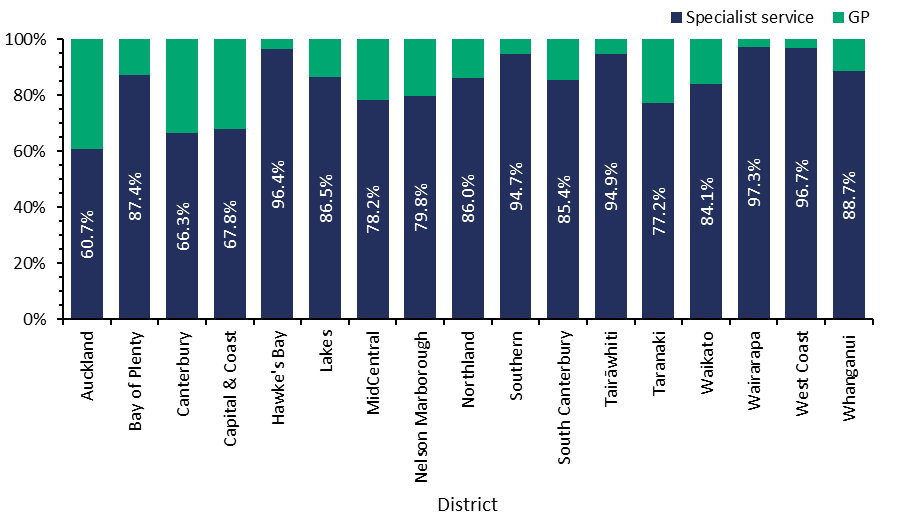 Specialist service GP
100%
80%
60%
40%
20%
0%
60.7%
87.4%
66.3%
67.8%
96.4%
86.5%
78.2%
79.8%
86.0%
94.7%
85.4%
94.9%
77.2%
84.1%
97.3%
96.7%
88.7%
Auckland
Bay of Plenty
Canterbury
Capital & Coast
Hawke's Bay
Lakes
MidCentral
Nelson Marborough
Northland
Southern
South Canterbury
Tairāwhiti
Taranaki
Waikato
Wairarapa
West Coast
Whanganui
District